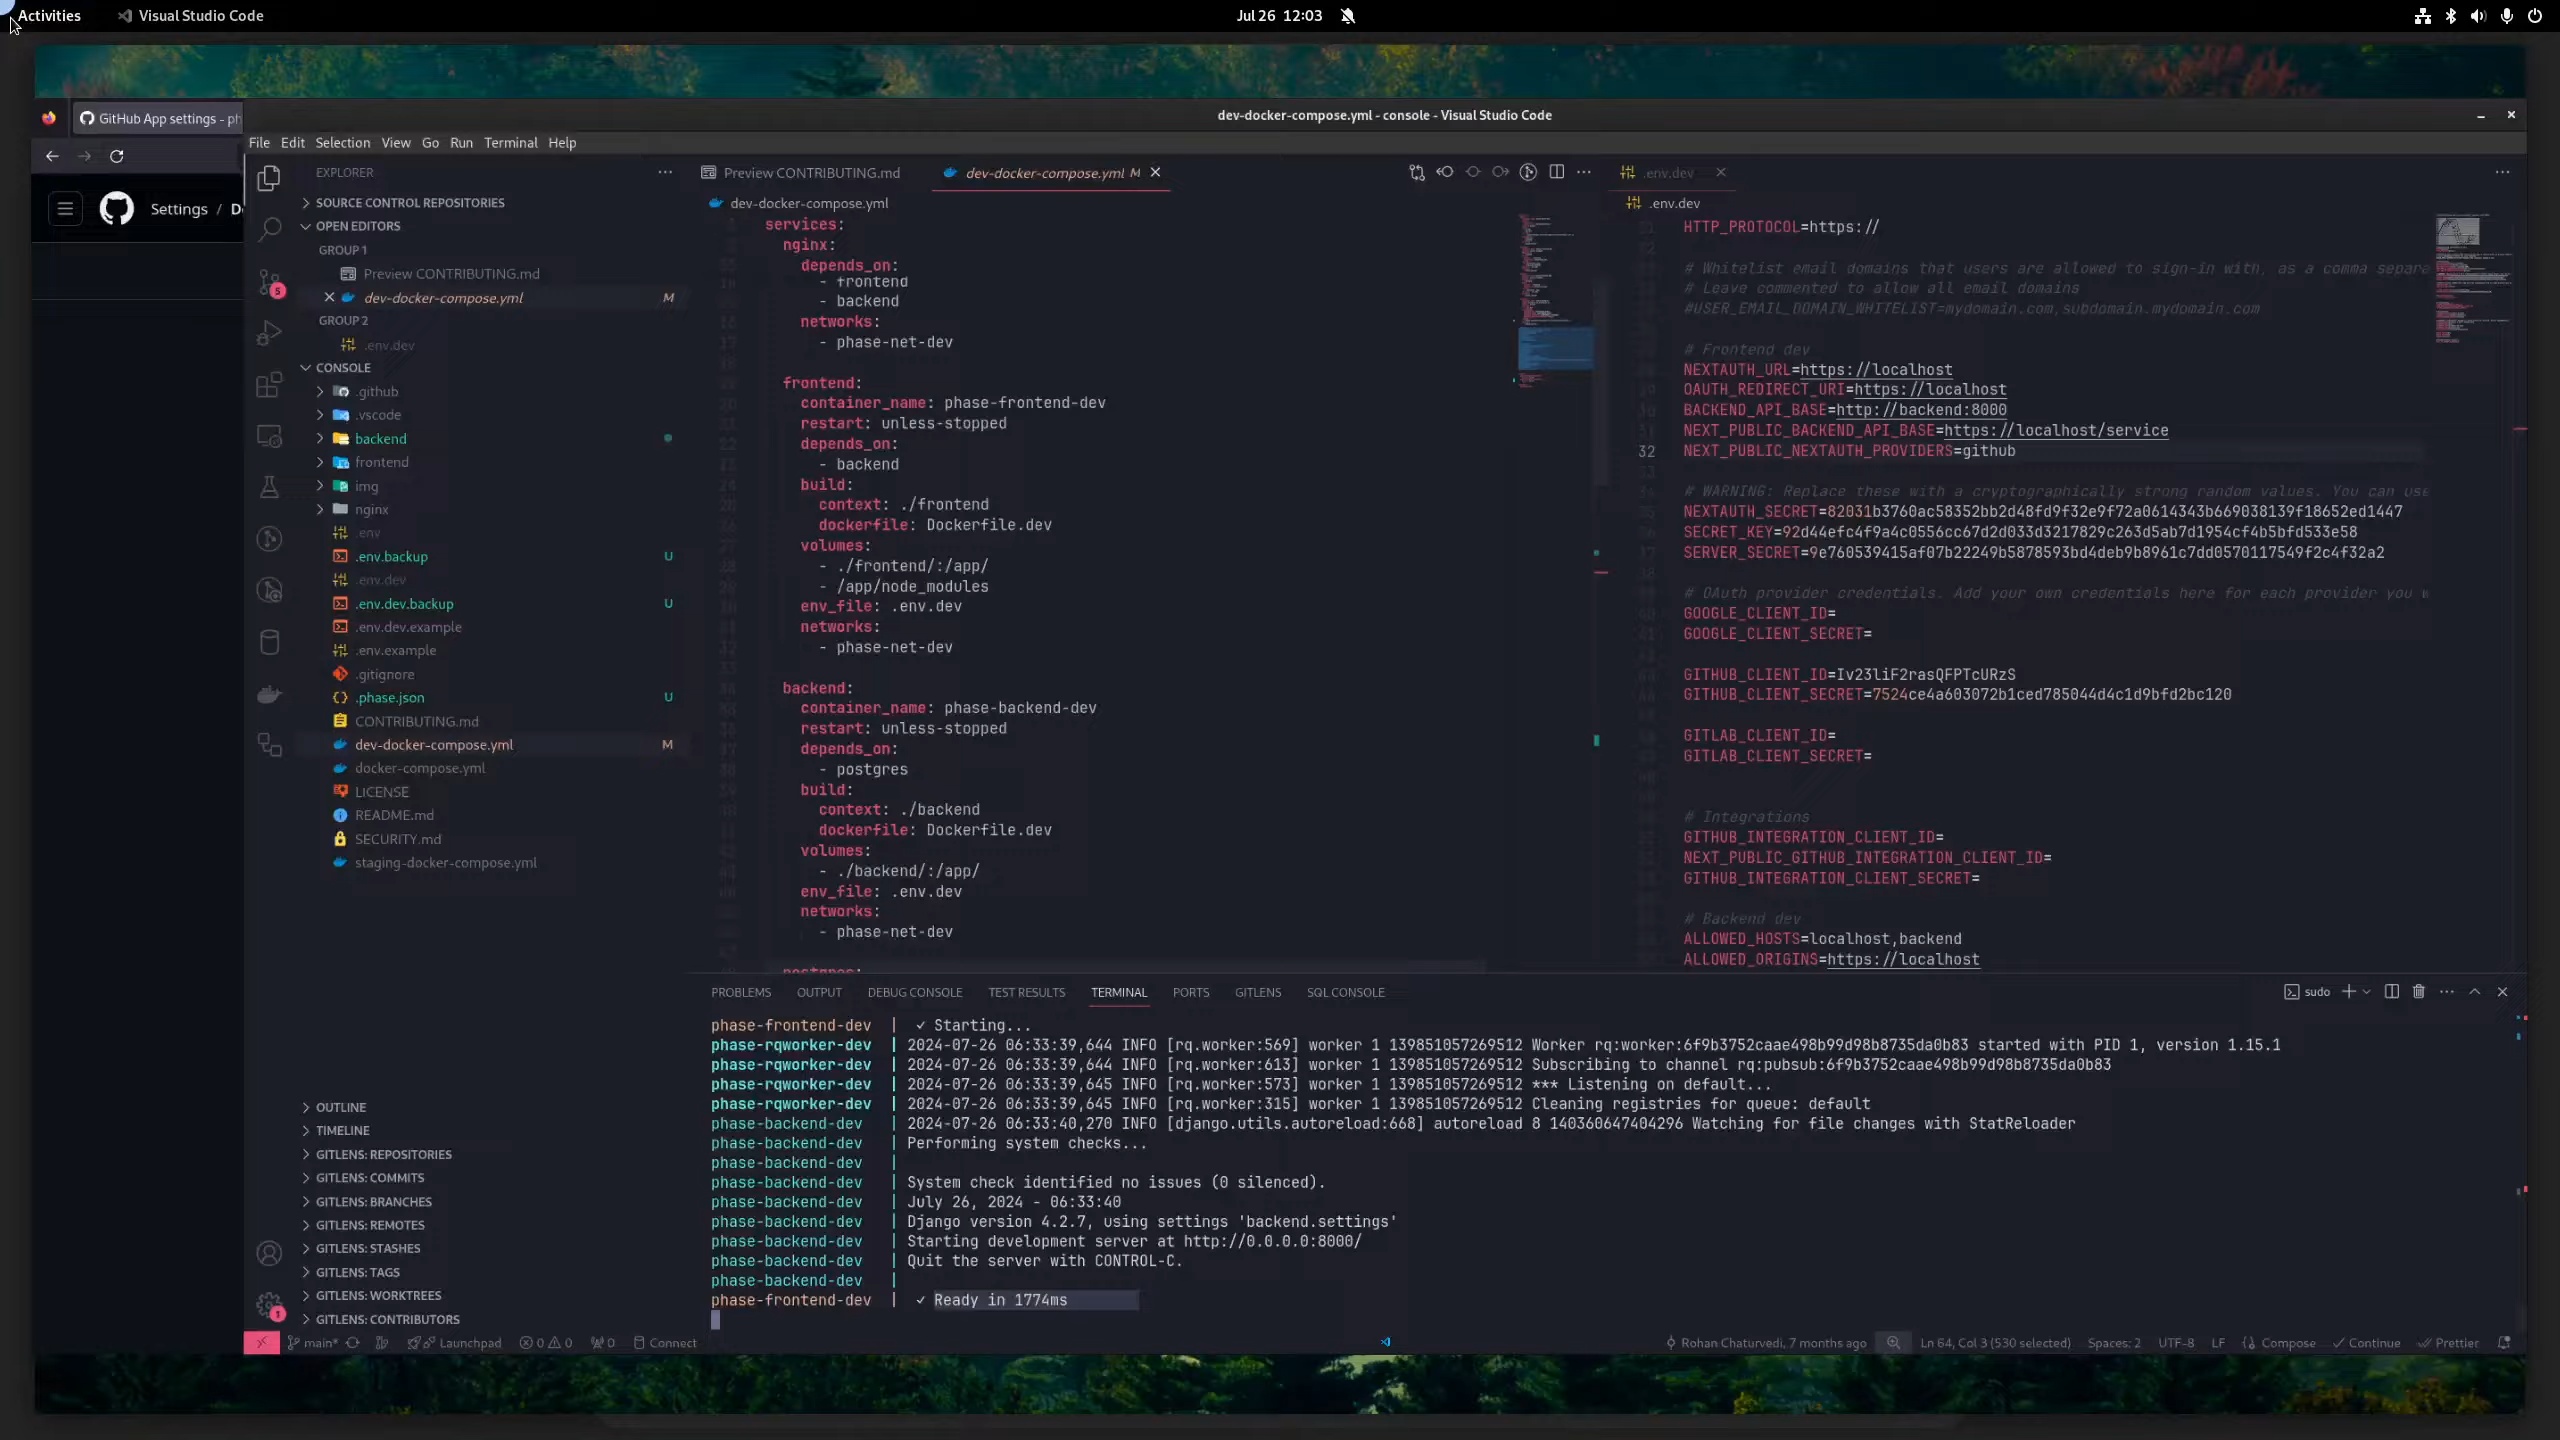 Activities
Visual Studio Code
Jul 26 12:03
GitHub App settings - ph
dev-docker-compose.yml - console - Visual Studio Code
File Edit Selection View Go Run Terminal Help
Settings / De
EXPLORER
SOURCE CONTROL REPOSITORIES
OPEN EDITORS
GROUP 1
Preview CONTRIBUTING.md
dev-docker-compose.yml M
GROUP 2
.env.dev
CONSOLE
.github
.vscode
backend
frontend
img
nginx
.env
.env.backup U
.env.dev
.env.dev.backup U
.env.dev.example
.env.example
.gitignore
.phase.json U
CONTRIBUTING.md
dev-docker-compose.yml M
docker-compose.yml
LICENSE
README.md
SECURITY.md
staging-docker-compose.yml
OUTLINE
TIMELINE
GITLENS: REPOSITORIES
GITLENS: COMMITS
GITLENS: BRANCHES
GITLENS: REMOTES
GITLENS: STASHES
GITLENS: TAGS
GITLENS: WORKTREES
GITLENS: CONTRIBUTORS
Preview CONTRIBUTING.md
dev-docker-compose.yml M
dev-docker-compose.yml
services:
nginx:
depends_on:
- frontend
- backend
networks:
- phase-net-dev
frontend:
container_name: phase-frontend-dev
restart: unless-stopped
depends_on:
- backend
build:
context: ./frontend
dockerfile: Dockerfile.dev
volumes:
- ./frontend/:/app/
- /app/node_modules
env_file: .env.dev
networks:
- phase-net-dev
backend:
container_name: phase-backend-dev
restart: unless-stopped
depends_on:
- postgres
build:
context: ./backend
dockerfile: Dockerfile.dev
volumes:
- ./backend/:/app/
env_file: .env.dev
networks:
- phase-net-dev
postgres:
.env.dev
.env.dev
HTTP_PROTOCOL=https://
# Whitelist email domains that users are allowed to sign-in with, as a comma separa
# Leave commented to allow all email domains
#USER_EMAIL_DOMAIN_WHITELIST=mydomain.com,subdomain.mydomain.com
# Frontend dev
NEXTAUTH_URL=https://localhost
OAUTH_REDIRECT_URI=https://localhost
BACKEND_API_BASE=http://backend:8000
NEXT_PUBLIC_BACKEND_API_BASE=https://localhost/service
32 NEXT_PUBLIC_NEXTAUTH_PROVIDERS=github
# WARNING: Replace these with a cryptographically strong random values. You can use
NEXTAUTH_SECRET=82031b3760ac58352bb2d48fd9f32e9f72a0614343b669038139f18652ed1447
SECRET_KEY=92d44efc4f9a4c0556cc67d2d033d3217829c263d5ab7d1954cf4b5bfd533e58
SERVER_SECRET=9e760539415af07b22249b5878593bd4deb9b8961c7dd0570117549f2c4f32a2
# OAuth provider credentials. Add your own credentials here for each provider you w
GOOGLE_CLIENT_ID=
GOOGLE_CLIENT_SECRET=
GITHUB_CLIENT_ID=Iv23liF2rasQFPTcURzS
GITHUB_CLIENT_SECRET=7524ce4a603072b1ced785044d4c1d9bfd2bc120
GITLAB_CLIENT_ID=
GITLAB_CLIENT_SECRET=
# Integrations
GITHUB_INTEGRATION_CLIENT_ID=
NEXT_PUBLIC_GITHUB_INTEGRATION_CLIENT_ID=
GITHUB_INTEGRATION_CLIENT_SECRET=
# Backend dev
ALLOWED_HOSTS=localhost,backend
ALLOWED_ORIGINS=https://localhost
PROBLEMS OUTPUT DEBUG CONSOLE TEST RESULTS TERMINAL PORTS GITLENS SQL CONSOLE
sudo
phase-frontend-dev | ✓ Starting...
phase-rqworker-dev | 2024-07-26 06:33:39,644 INFO [rq.worker:569] worker 1 139851057269512 Worker rq:worker:6f9b3752caae498b99d98b8735da0b83 started with PID 1, version 1.15.1
phase-rqworker-dev | 2024-07-26 06:33:39,644 INFO [rq.worker:613] worker 1 139851057269512 Subscribing to channel rq:pubsub:6f9b3752caae498b99d98b8735da0b83
phase-rqworker-dev | 2024-07-26 06:33:39,645 INFO [rq.worker:573] worker 1 139851057269512 *** Listening on default...
phase-rqworker-dev | 2024-07-26 06:33:39,645 INFO [rq.worker:315] worker 1 139851057269512 Cleaning registries for queue: default
phase-backend-dev | 2024-07-26 06:33:40,270 INFO [django.utils.autoreload:668] autoreload 8 140360647404296 Watching for file changes with StatReloader
phase-backend-dev | Performing system checks...
phase-backend-dev |
phase-backend-dev | System check identified no issues (0 silenced).
phase-backend-dev | July 26, 2024 - 06:33:40
phase-backend-dev | Django version 4.2.7, using settings 'backend.settings'
phase-backend-dev | Starting development server at http://0.0.0.0:8000/
phase-backend-dev | Quit the server with CONTROL-C.
phase-backend-dev |
phase-frontend-dev | ✓ Ready in 1774ms
main* Launchpad 0 0 0 Connect
Rohan Chaturvedi, 7 months ago Ln 64, Col 3 (530 selected) Spaces: 2 UTF-8 LF Compose Continue Prettier